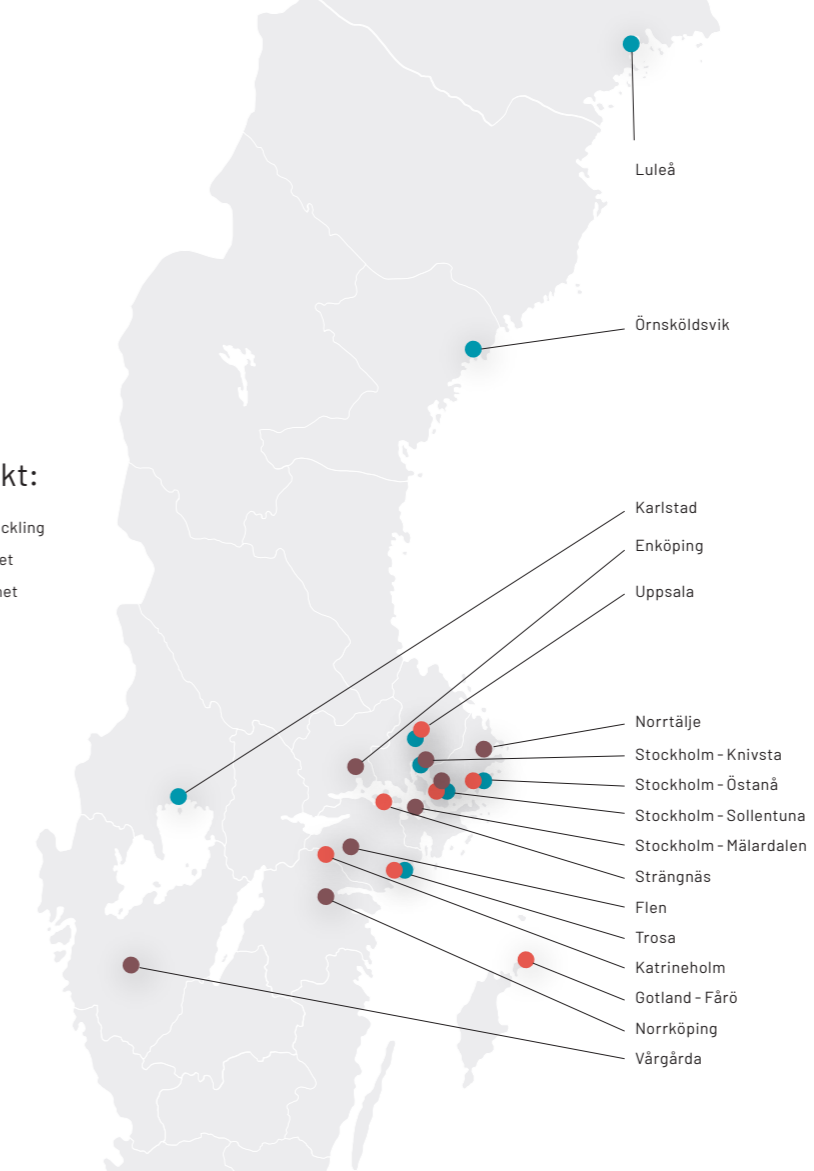 Luleå
Örnsköldsvik
kt:
ckling
et
het
Karlstad
Enköping
Uppsala
Norrtälje
Stockholm - Knivsta
Stockholm - Östanå
Stockholm - Sollentuna
Stockholm - Mälardalen
Strängnäs
Flen
Trosa
Katrineholm
Gotland - Fårö
Norrköping
Vårgårda